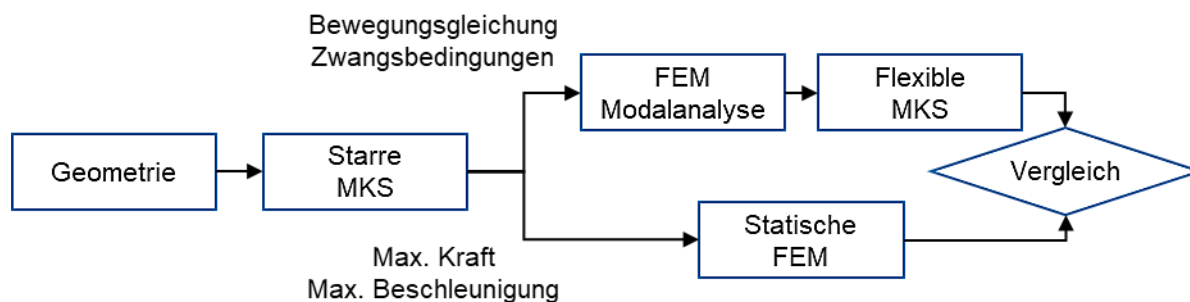 Bewegungsgleichung
Zwangsbedingungen
FEM
Modalanalyse
Flexible
MKS
Geometrie
Starre
MKS
Vergleich
Statische
FEM
Max. Kraft
Max. Beschleunigung